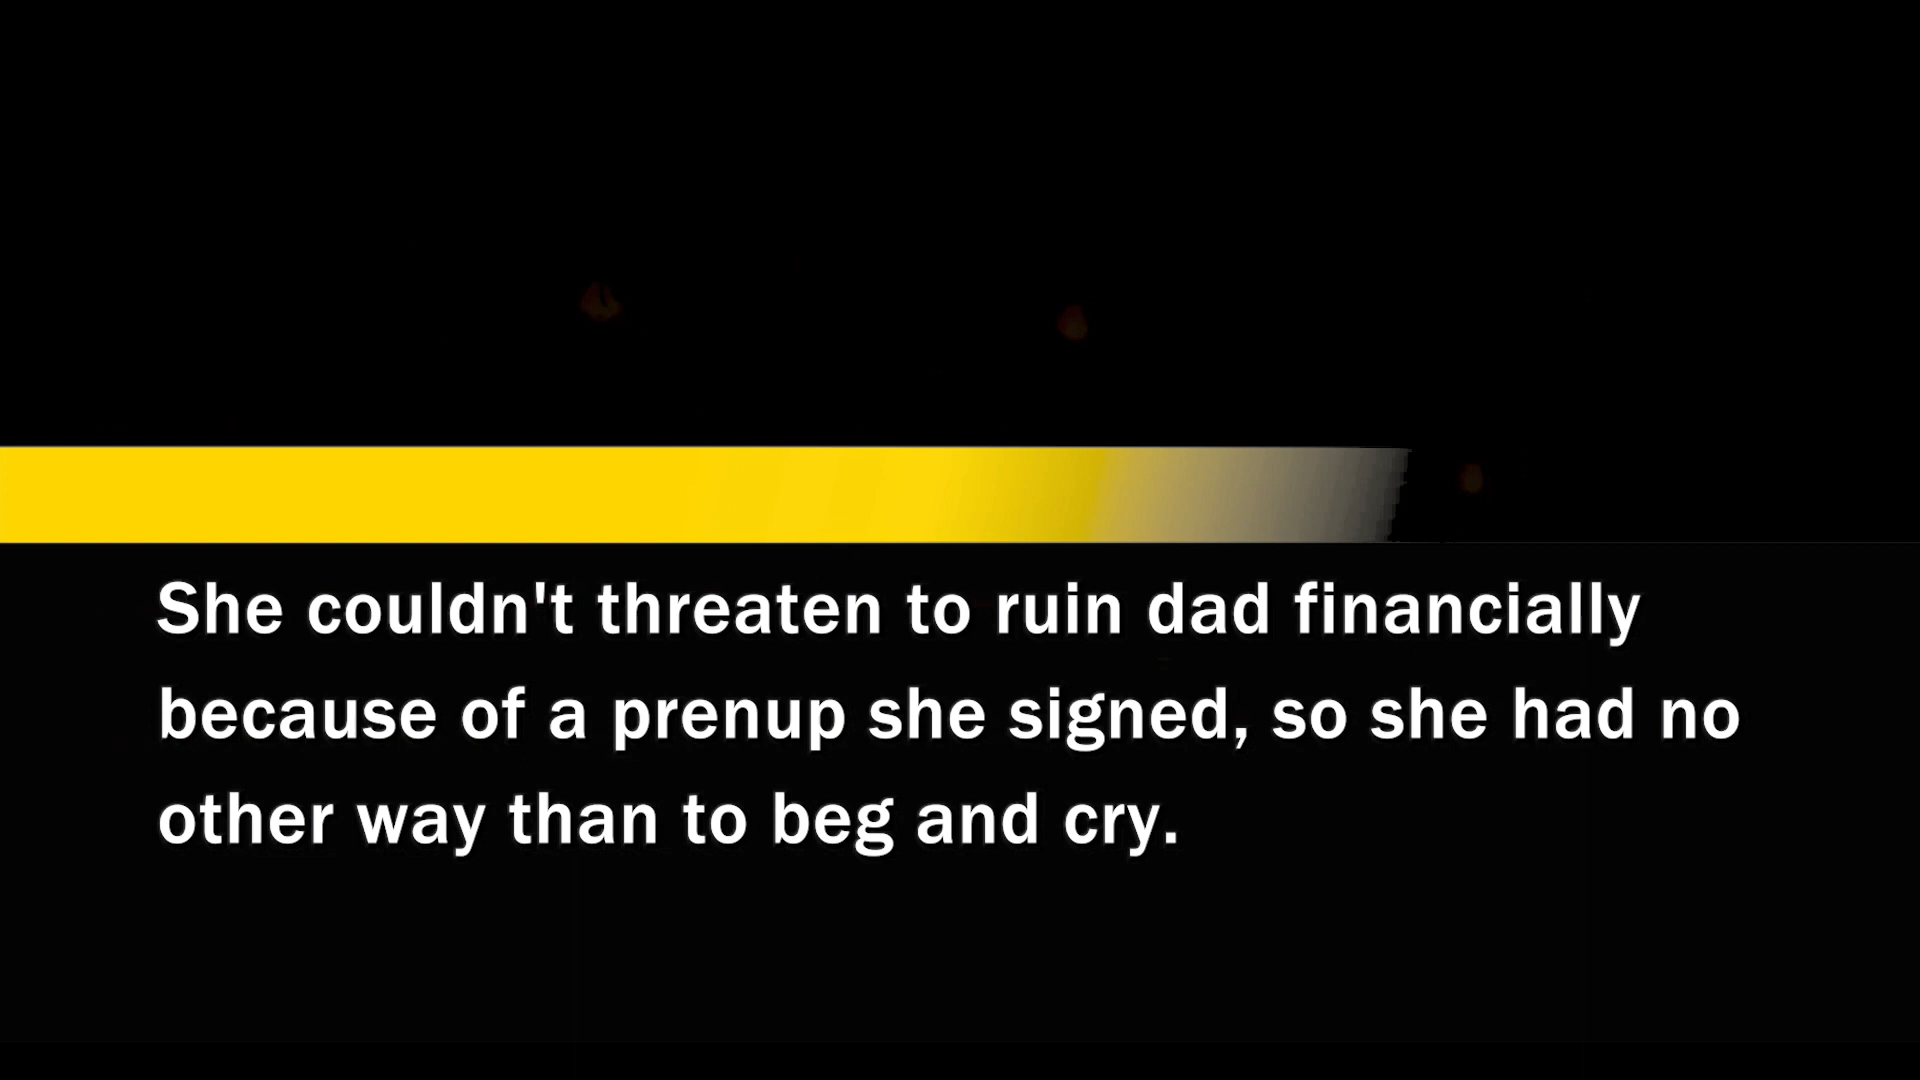 She couldn't threaten to ruin dad financially
because of a prenup she signed, so she had no
other way than to beg and cry.